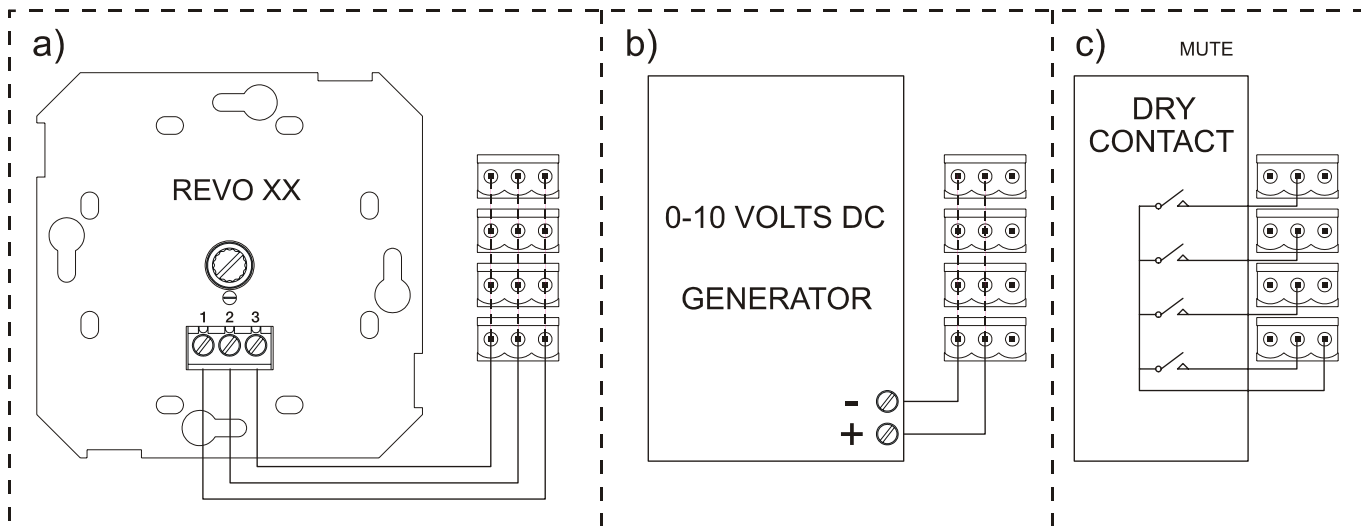 a)
REVO XX
1 2 3
b)
0-10 VOLTS DC
GENERATOR
-
+
c)
MUTE
DRY
CONTACT